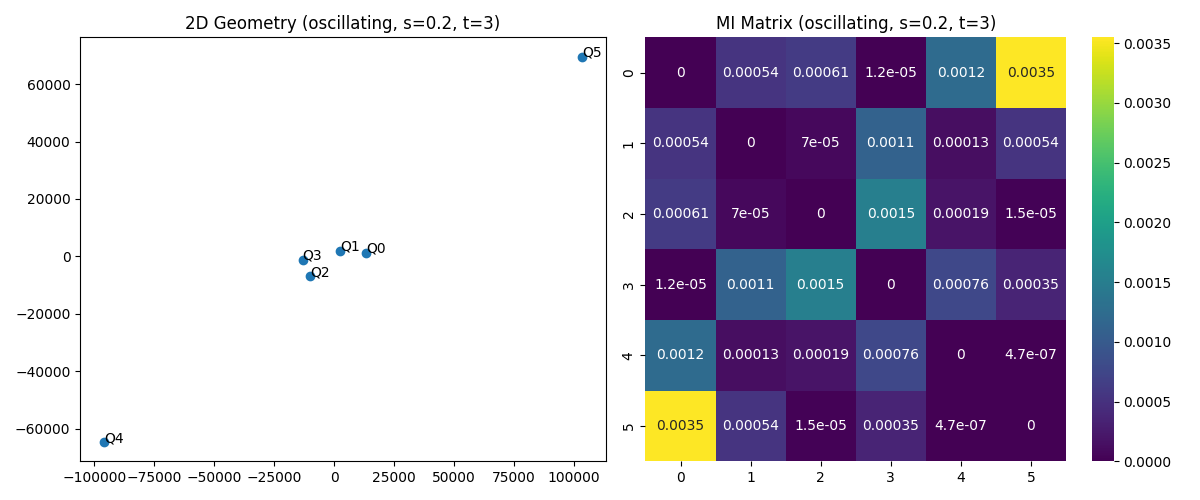 2D Geometry (oscillating, s=0.2, t=3)
Q5
60000
40000
20000
0
−20000
−40000
−60000
Q3
Q1
Q0
Q2
Q4
−100000 −75000 −50000 −25000 0 25000 50000 75000 100000
MI Matrix (oscillating, s=0.2, t=3)
0 0 0.00054 0.00061 1.2e-05 0.0012 0.0035
1 0.00054 0 7e-05 0.0011 0.00013 0.00054
2 0.00061 7e-05 0 0.0015 0.00019 1.5e-05
3 1.2e-05 0.0011 0.0015 0 0.00076 0.00035
4 0.0012 0.00013 0.00019 0.00076 0 4.7e-07
5 0.0035 0.00054 1.5e-05 0.00035 4.7e-07 0
0 1 2 3 4 5
0.0035
0.0030
0.0025
0.0020
0.0015
0.0010
0.0005
0.0000